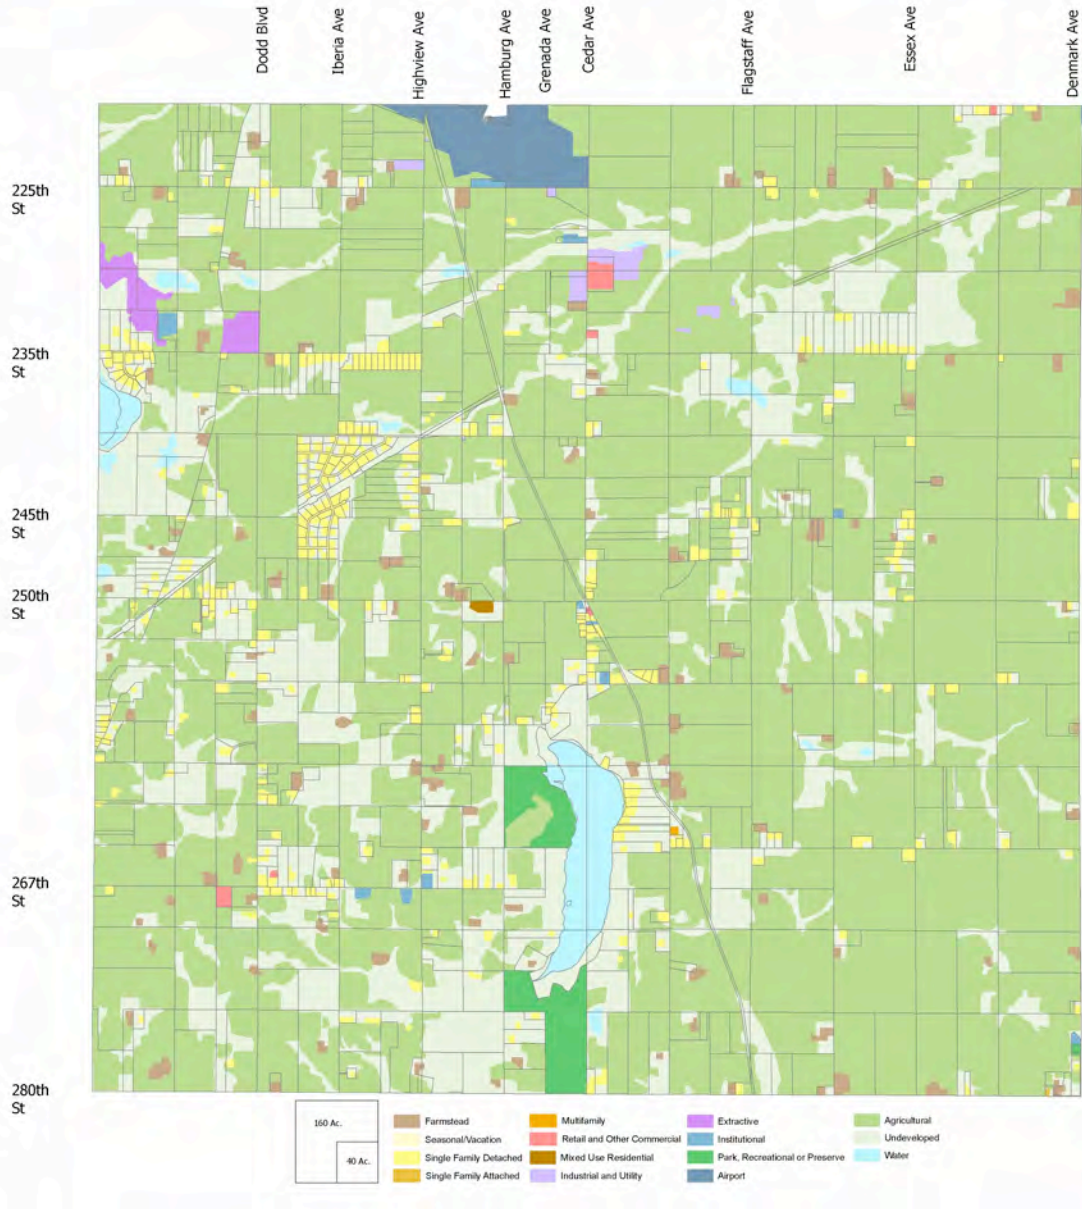 Dodd Blvd
Iberia Ave
Highview Ave
Hamburg Ave
Grenada Ave
Cedar Ave
Flagstaff Ave
Essex Ave
Denmark Ave
225th
St
235th
St
245th
St
250th
St
267th
St
280th
St
160 Ac.
40 Ac.
Farmstead
Seasonal/Vacation
Single Family Detached
Single Family Attached
Multifamily
Retail and Other Commercial
Mixed Use Residential
Industrial and Utility
Extractive
Institutional
Park, Recreational or Preserve
Airport
Agricultural
Undeveloped
Water